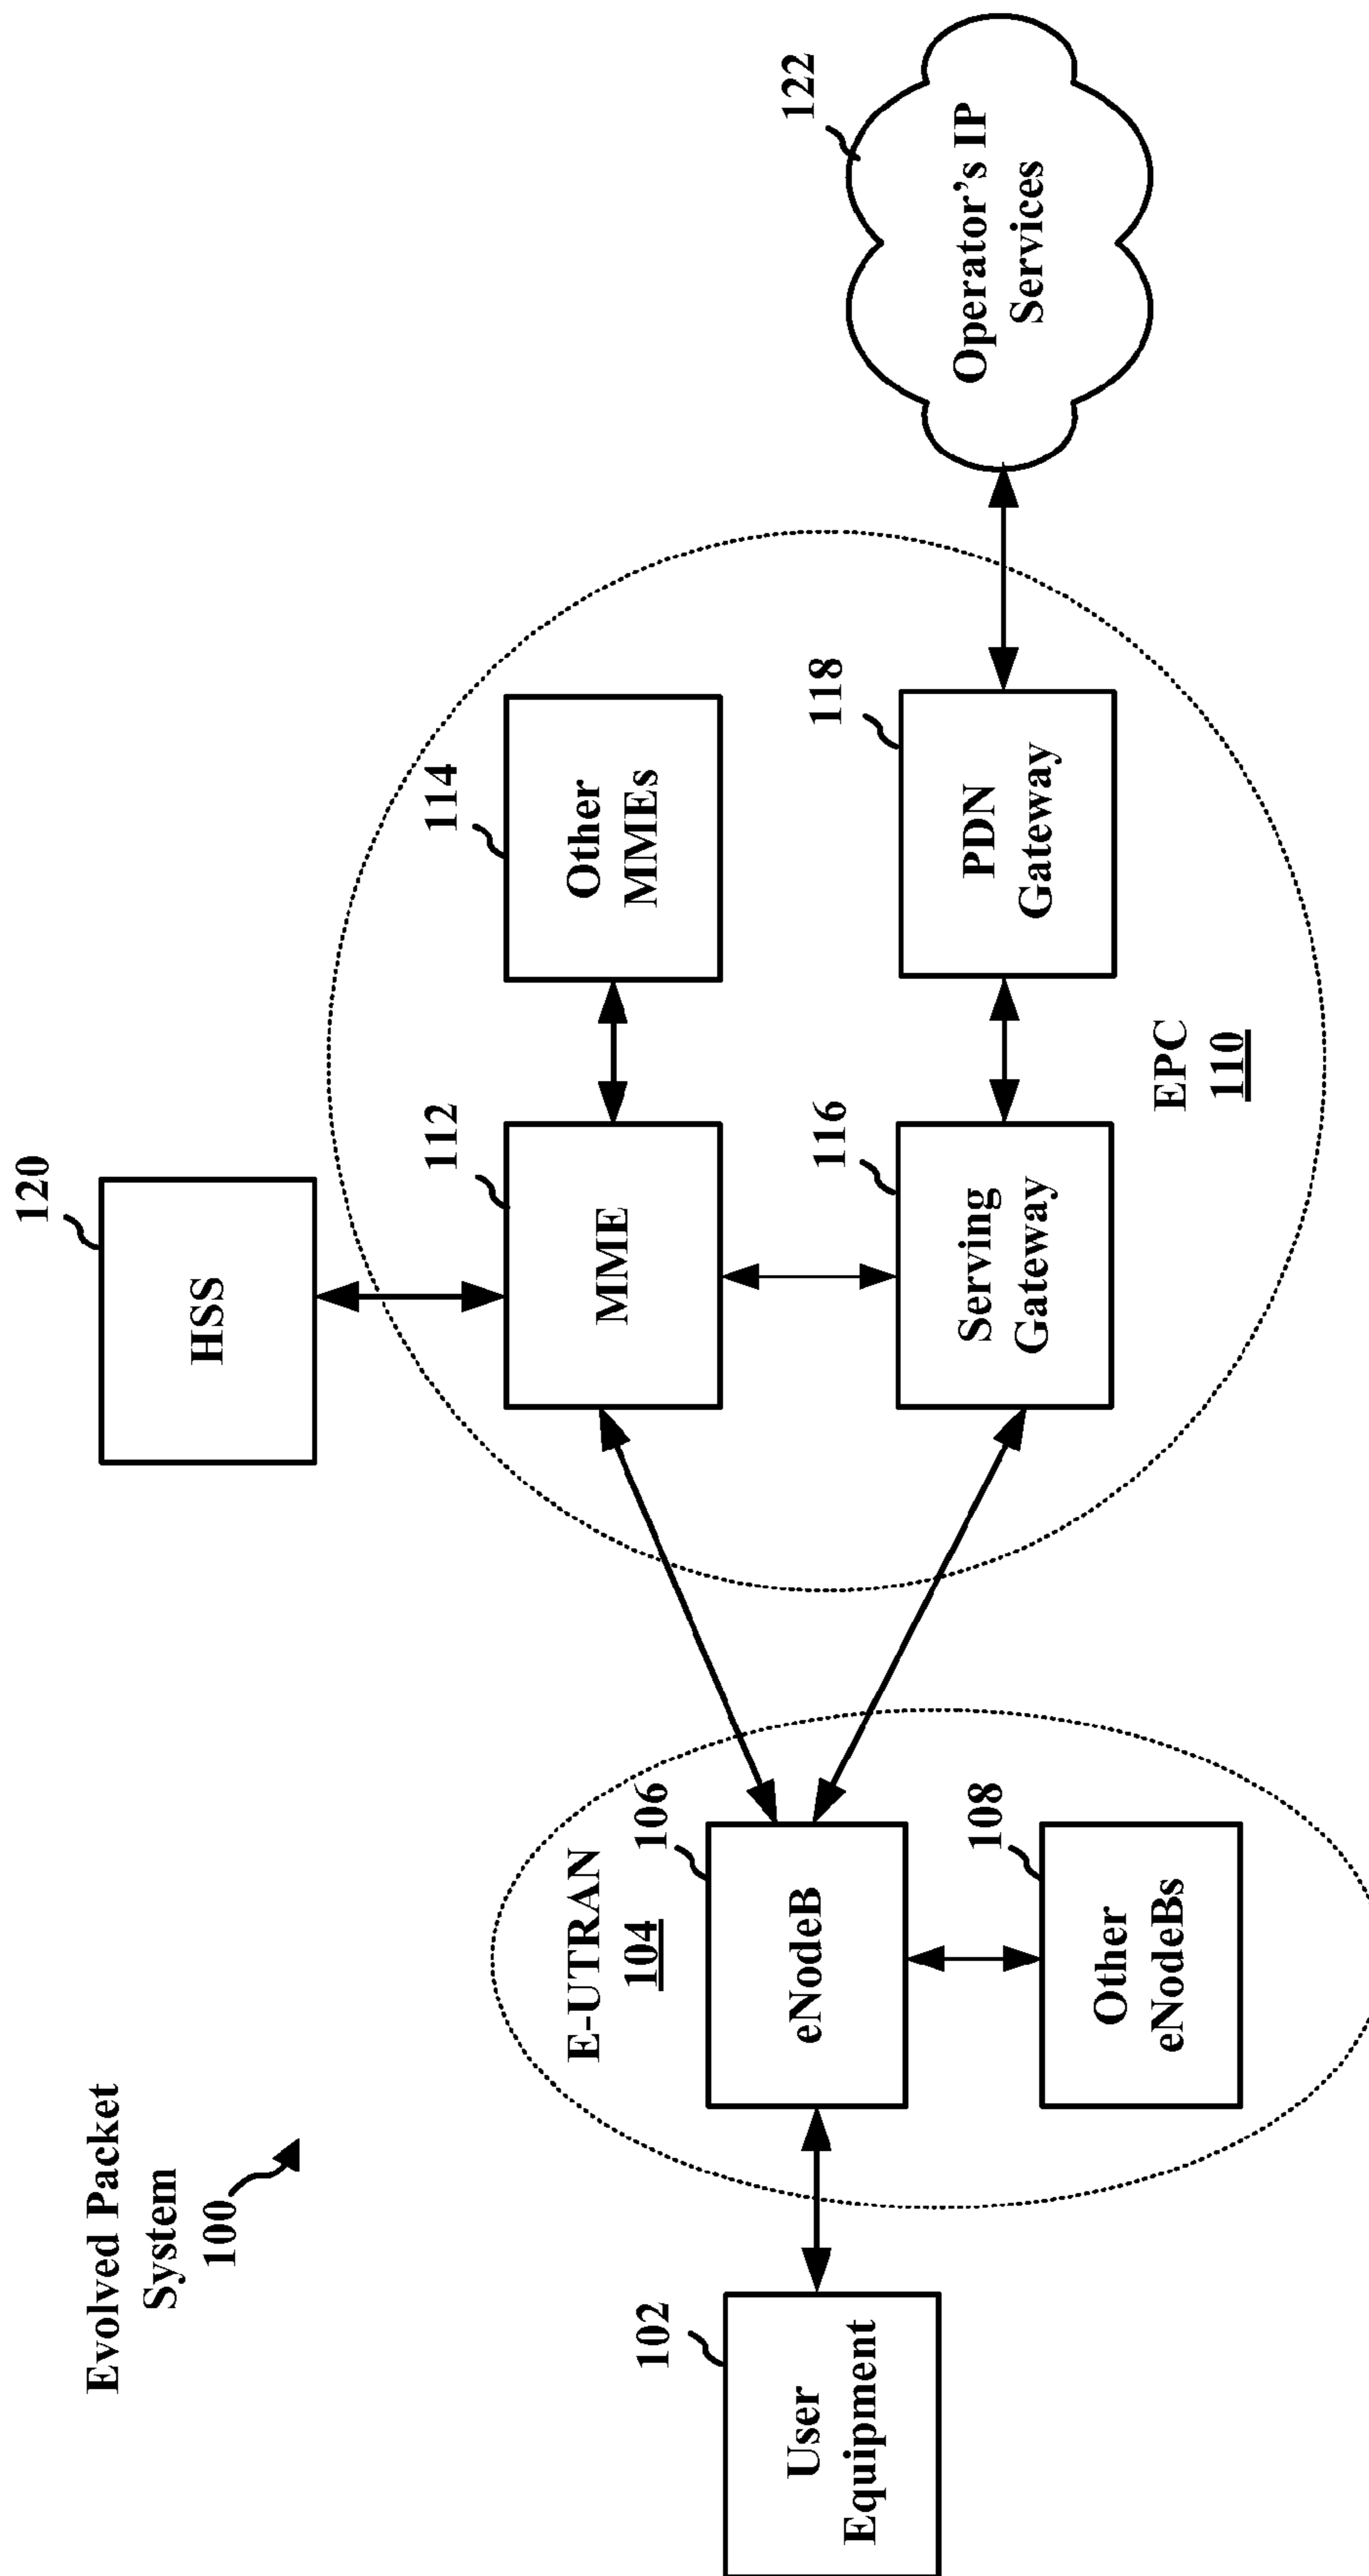 Evolved Packet
System
100
120
HSS
112
MME
114
Other
MMEs
E-UTRAN
104
106
eNodeB
102
User
Equipment
108
Other
eNodeBs
116
Serving
Gateway
118
PDN
Gateway
EPC
110
122
Operator's IP
Services